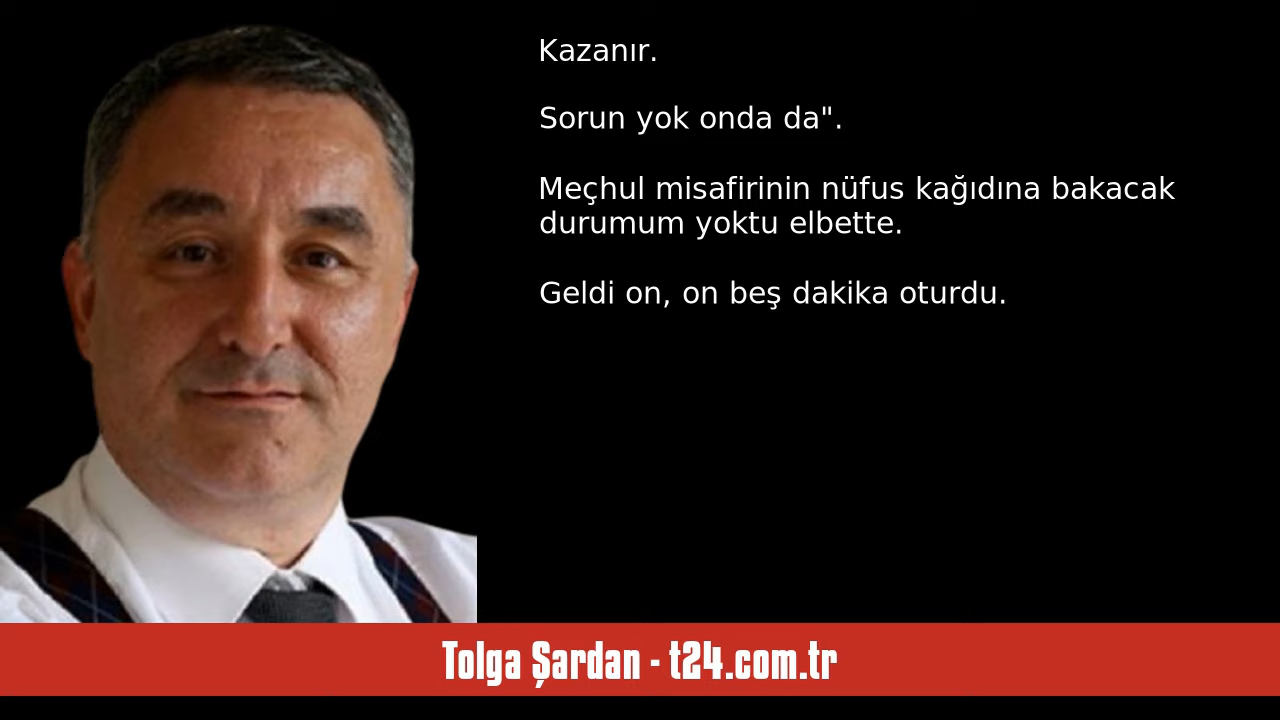 Kazanır.
Sorun yok onda da".
Meçhul misafirinin nüfus kağıdına bakacak
durumum yoktu elbette.
Geldi on, on beş dakika oturdu.
Tolga Şardan - t24.com.tr